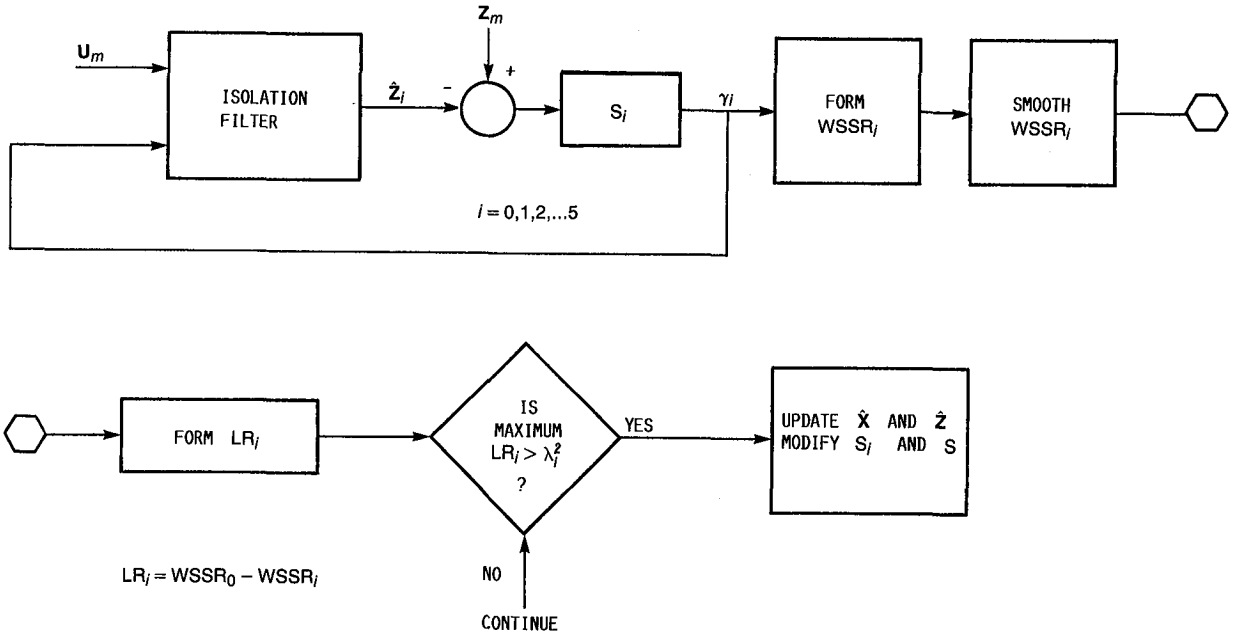 Z_m
U_m
+
-
Ẑ_i
ISOLATION
FILTER
S_i
γ_i
FORM
WSSR_i
SMOOTH
WSSR_i
i = 0,1,2,...5
IS
MAXIMUM
LR_i > λ_i^2
?
YES
FORM LR_i
UPDATE X̂ AND Ẑ
MODIFY S_i AND S
LR_i = WSSR_0 – WSSR_i
NO
CONTINUE